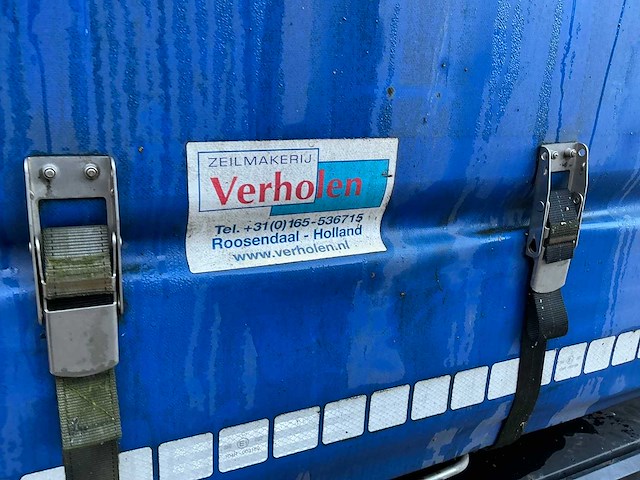 ZEILMAKERIJ
Verholen
Tel. +31(0)165-536715
Roosendaal - Holland
www.verholen.nl